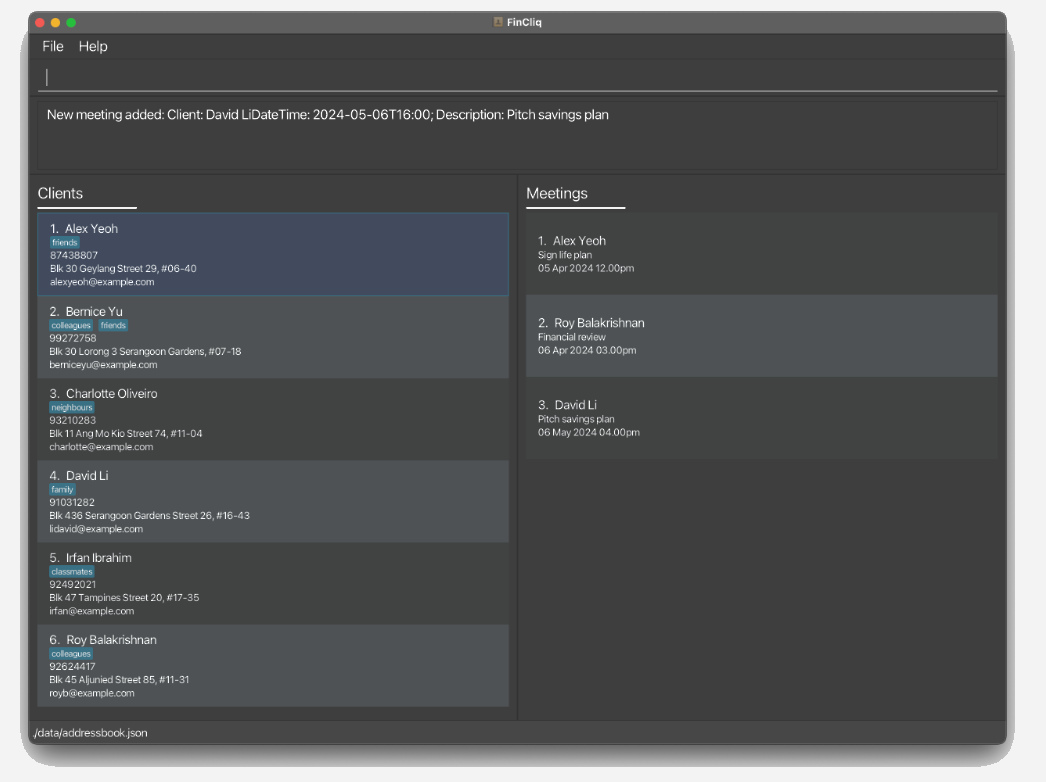 FinCliq
File Help
New meeting added: Client: David LiDateTime: 2024-05-06T16:00; Description: Pitch savings plan
Clients
1. Alex Yeoh
friends
87438807
Blk 30 Geylang Street 29, #06-40
alexyeoh@example.com
2. Bernice Yu
colleagues friends
99272758
Blk 30 Lorong 3 Serangoon Gardens, #07-18
berniceyu@example.com
3. Charlotte Oliveiro
neighbours
93210283
Blk 11 Ang Mo Kio Street 74, #11-04
charlotte@example.com
4. David Li
family
91031282
Blk 436 Serangoon Gardens Street 26, #16-43
lidavid@example.com
5. Irfan Ibrahim
classmates
92492021
Blk 47 Tampines Street 20, #17-35
irfan@example.com
6. Roy Balakrishnan
colleagues
92624417
Blk 45 Aljunied Street 85, #11-31
royb@example.com
Meetings
1. Alex Yeoh
Sign life plan
05 Apr 2024 12.00pm
2. Roy Balakrishnan
Financial review
06 Apr 2024 03.00pm
3. David Li
Pitch savings plan
06 May 2024 04.00pm
./data/addressbook.json